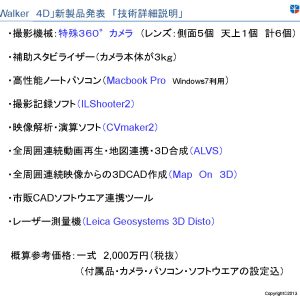 Walker　4D」新製品発表　「技術詳細説明」
・撮影機械：特殊３６０°カメラ　（レンズ：側面５個　天上１個　計６個）
・補助スタビライザー（カメラ本体が３kg）
・高性能ノートパソコン（Macbook Pro　Windows7利用）
・撮影記録ソフト（ILShooter2）
・映像解析・演算ソフト（CVmaker2）
・全周囲連続動画再生・地図連携・3D合成（ALVS）
・全周囲連続映像からの3DCAD作成（Map　On　3D）
・市販CADソフトウエア連携ツール
・レーザー測量機（Leica Geosystems 3D Disto）
概算参考価格：一式　2,000万円（税抜）
（付属品・カメラ・パソコン・ソフトウエアの設定込）
Copyright©2013